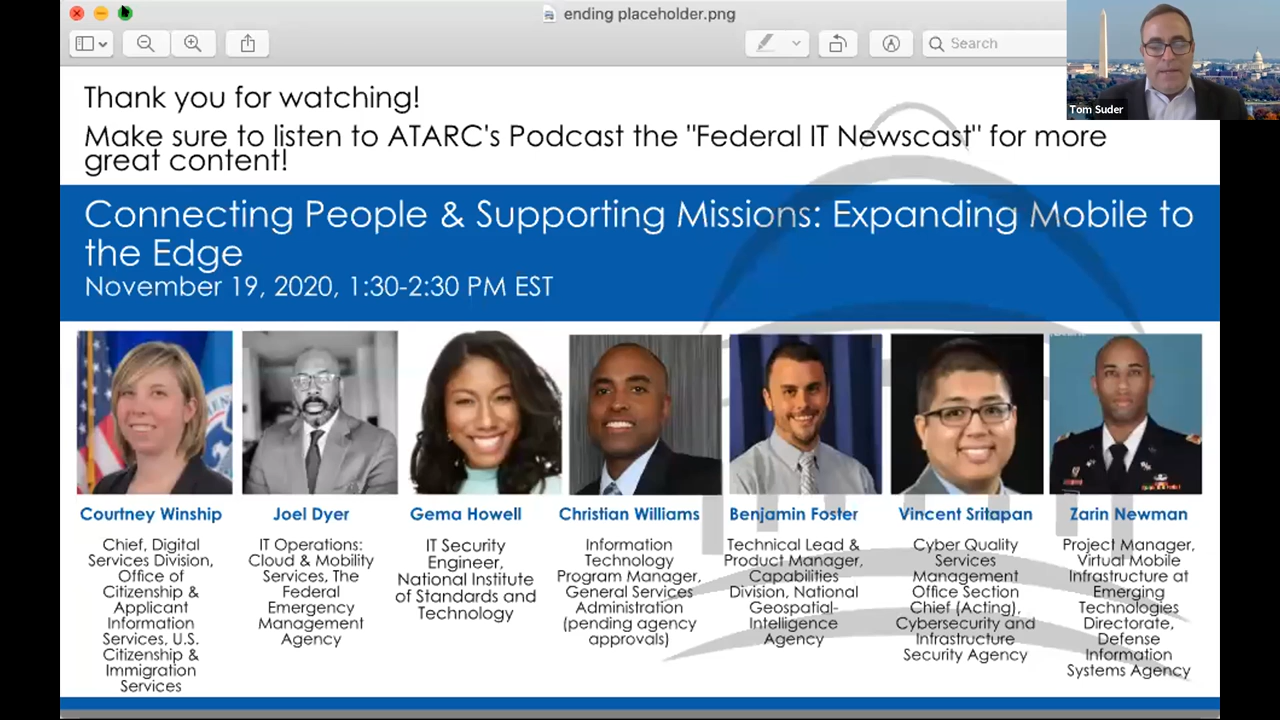 ending placeholder.png
Search
Tom Suder
Thank you for watching!
Make sure to listen to ATARC's Podcast the "Federal IT Newscast" for more
great content!
Connecting People & Supporting Missions: Expanding Mobile to
the Edge
November 19, 2020, 1:30-2:30 PM EST
Courtney Winship
Chief, Digital
Services Division,
Office of
Citizenship &
Applicant
Information
Services, U.S.
Citizenship &
Immigration
Services
Joel Dyer
IT Operations:
Cloud & Mobility
Services, The
Federal
Emergency
Management
Agency
Gema Howell
IT Security
Engineer,
National Institute
of Standards and
Technology
Christian Williams
Information
Technology
Program Manager,
General Services
Administration
(pending agency
approvals)
Benjamin Foster
Technical Lead &
Product Manager,
Capabilities
Division, National
Geospatial-
Intelligence
Agency
Vincent Sritapan
Cyber Quality
Services
Management
Office Section
Chief (Acting),
Cybersecurity and
Infrastructure
Security Agency
Zarin Newman
Project Manager,
Virtual Mobile
Infrastructure at
Emerging
Technologies
Directorate,
Defense
Information
Systems Agency